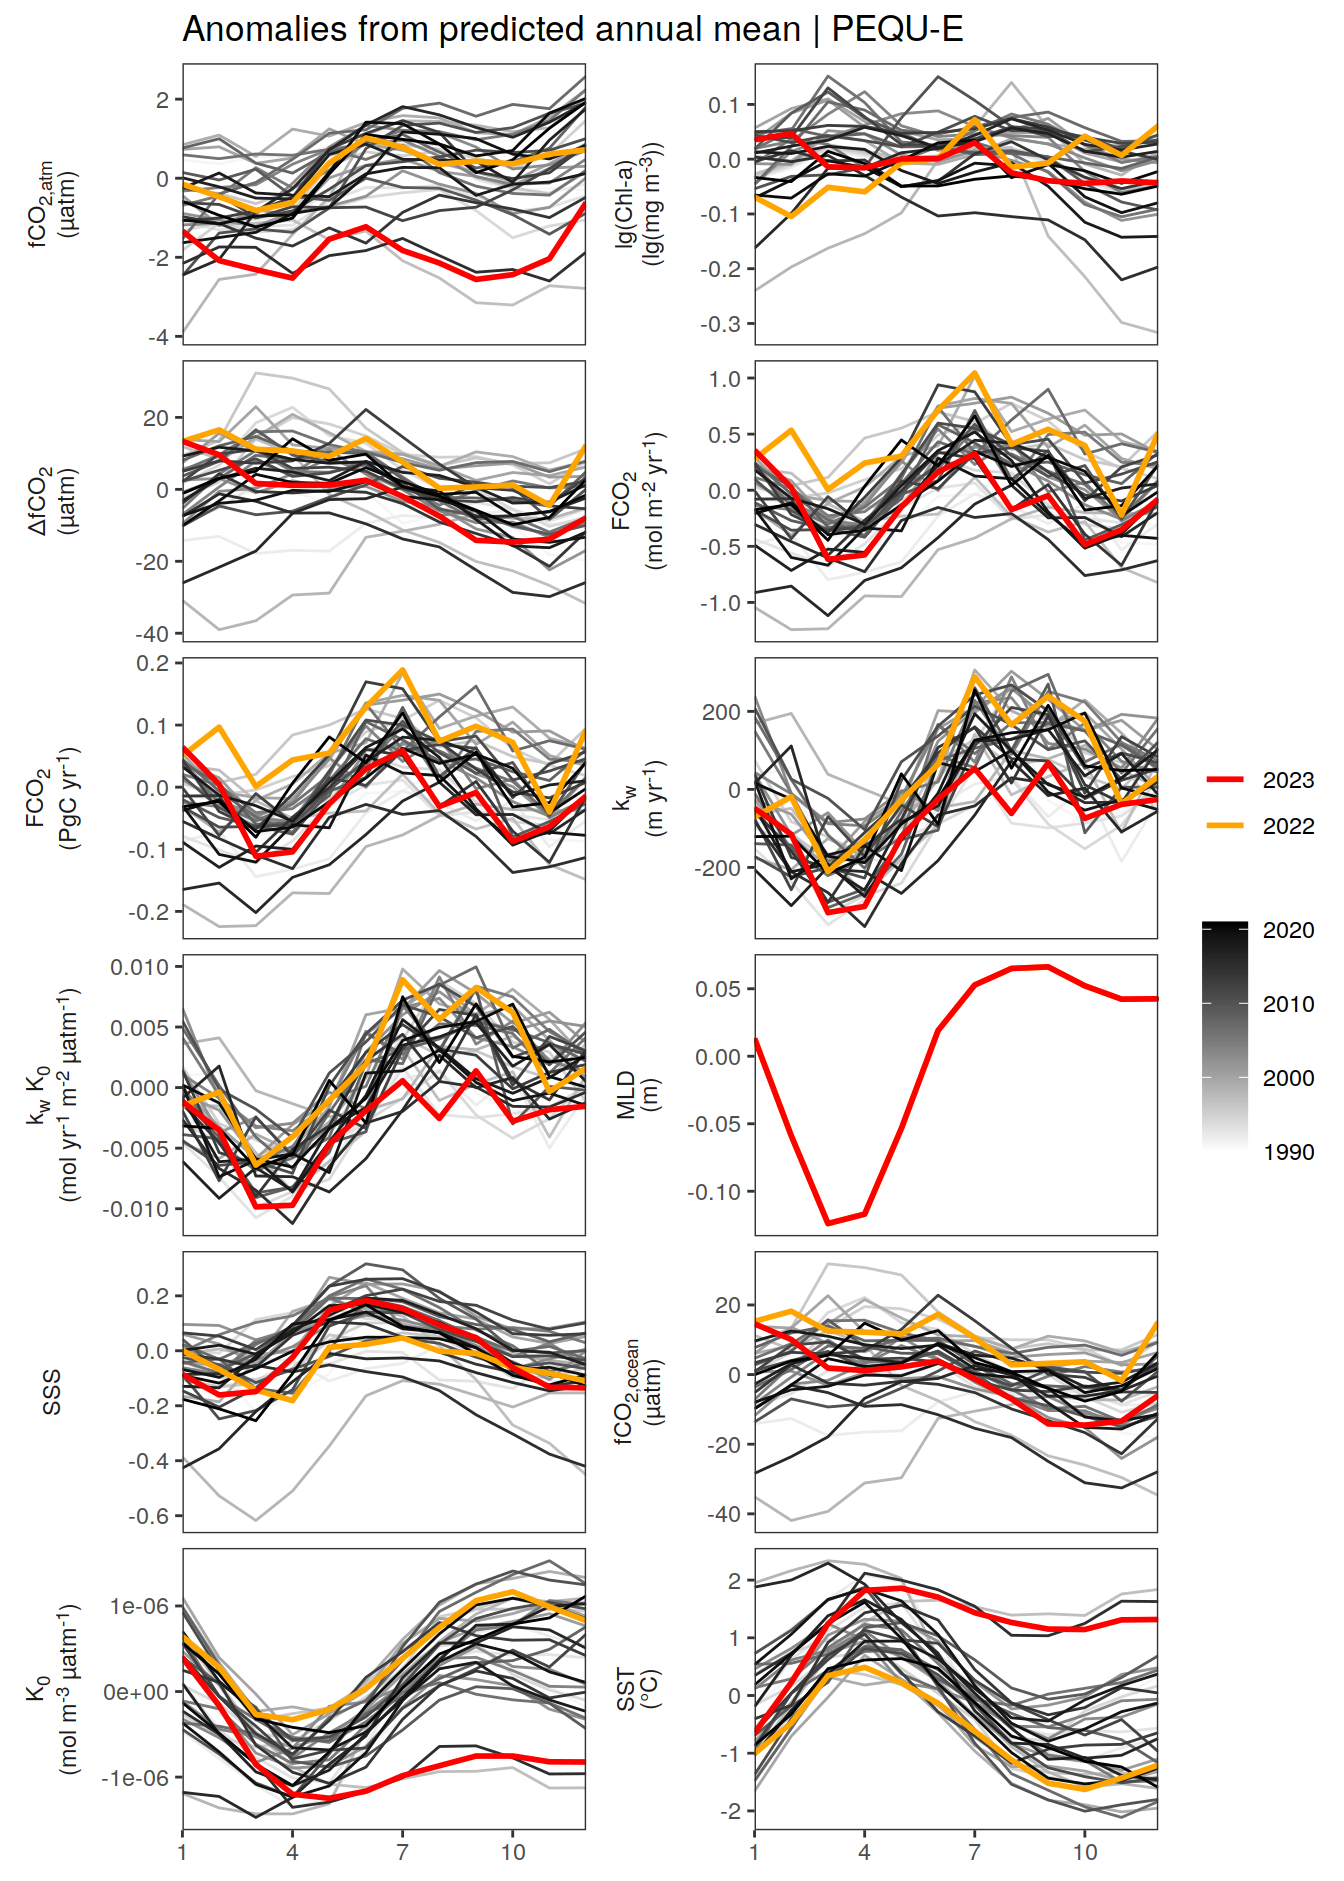 Anomalies from predicted annual mean | PEQU-E
fCO2,atm
(µatm)
2
0
-2
-4
lg(Chl-a)
(lg(mg m-3))
0.1
0.0
-0.1
-0.2
-0.3
ΔfCO2
(µatm)
20
0
-20
-40
FCO2
(mol m-2 yr-1)
1.0
0.5
0.0
-0.5
-1.0
FCO2
(PgC yr-1)
0.2
0.1
0.0
-0.1
-0.2
kw
(m yr-1)
200
0
-200
kw K0
(mol yr-1 m-2 µatm-1)
0.010
0.005
0.000
-0.005
-0.010
MLD
(m)
0.05
0.00
-0.05
-0.10
SSS
0.2
0.0
-0.2
-0.4
-0.6
fCO2,ocean
(µatm)
20
0
-20
-40
K0
(mol m-3 µatm-1)
1e-06
0e+00
-1e-06
1 4 7 10
SST
(°C)
2
1
0
-1
-2
1 4 7 10
2023
2022
2020
2010
2000
1990